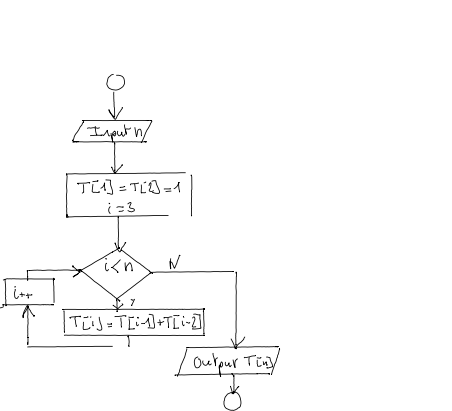 Input n
T[1]=T[2]=1
i=3
i<n
N
i++
Y
T[i]=T[i-1]+T[i-2]
Output T[n]